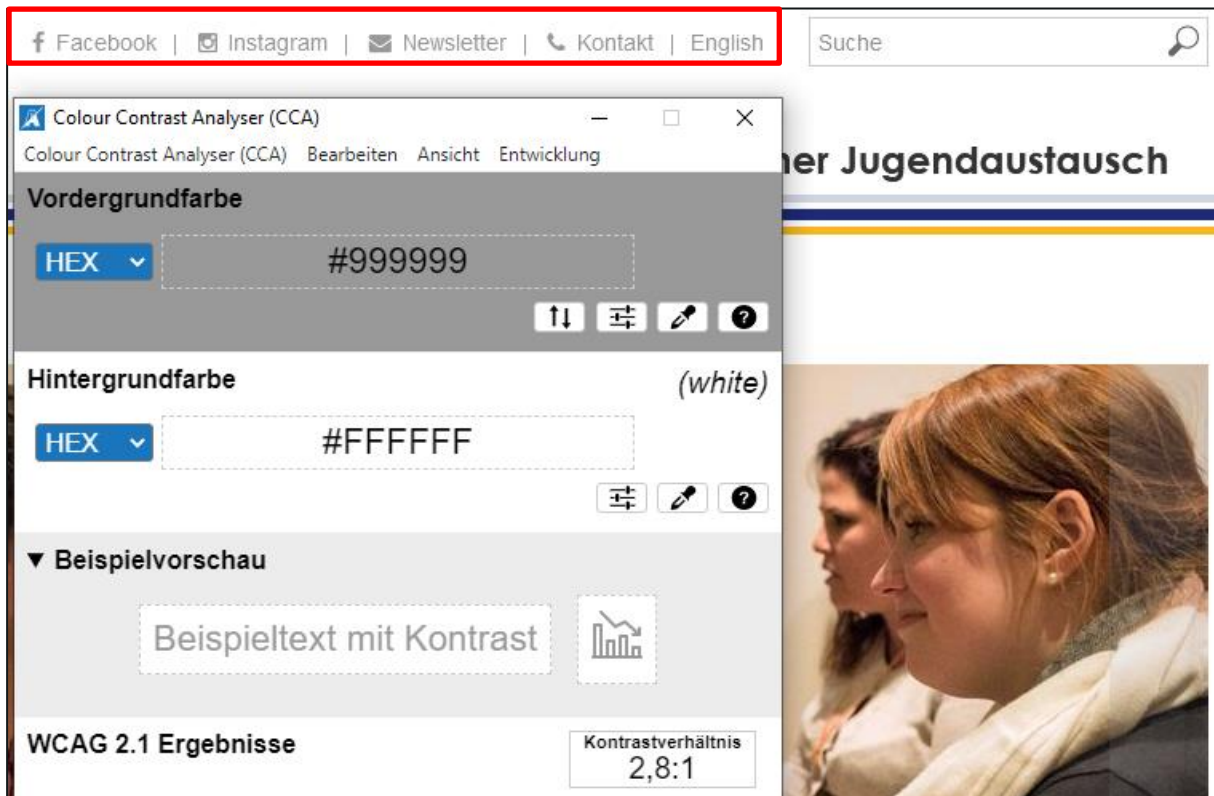 Facebook | Instagram | Newsletter | Kontakt | English
Suche
Colour Contrast Analyser (CCA)
Colour Contrast Analyser (CCA) Bearbeiten Ansicht Entwicklung
Jugendaustausch
Vordergrundfarbe
HEX #999999
Hintergrundfarbe (white)
HEX #FFFFFF
▼ Beispielvorschau
Beispieltext mit Kontrast
WCAG 2.1 Ergebnisse
Kontrastverhältnis
2,8:1